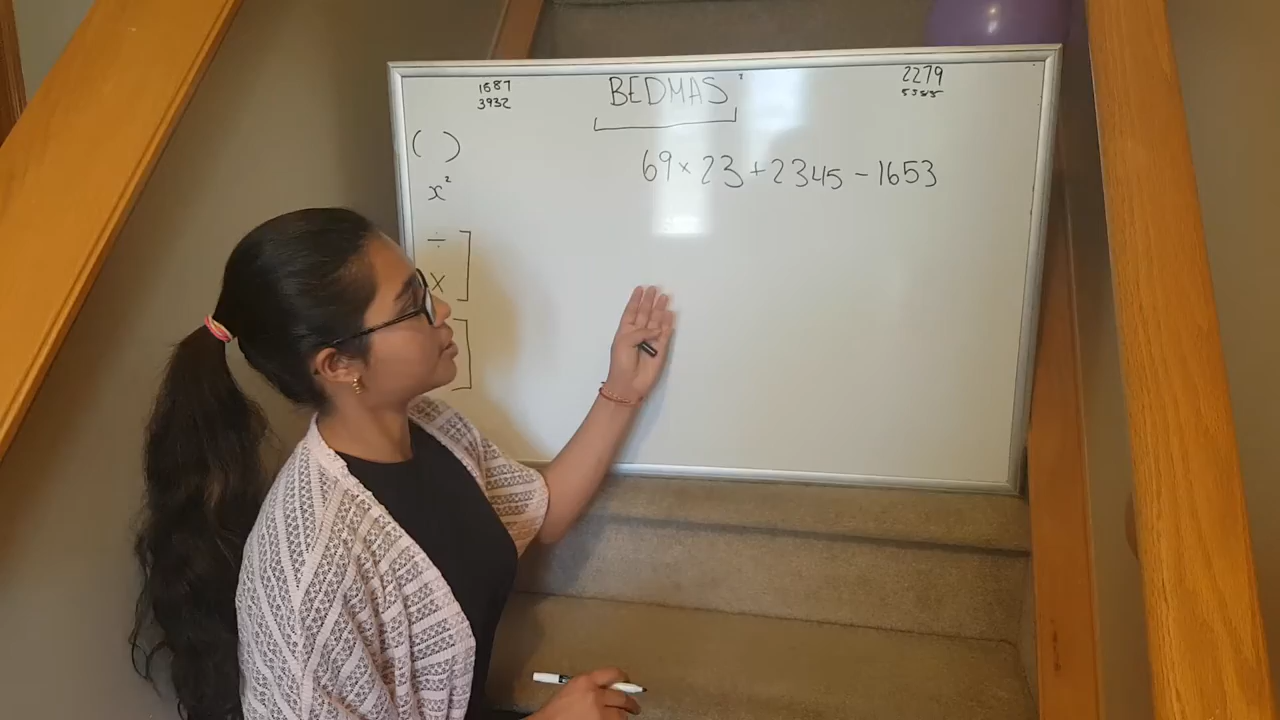 1687
3932
BEDMAS
2279
( )
x²
÷
x
69 × 23 + 2345 - 1653